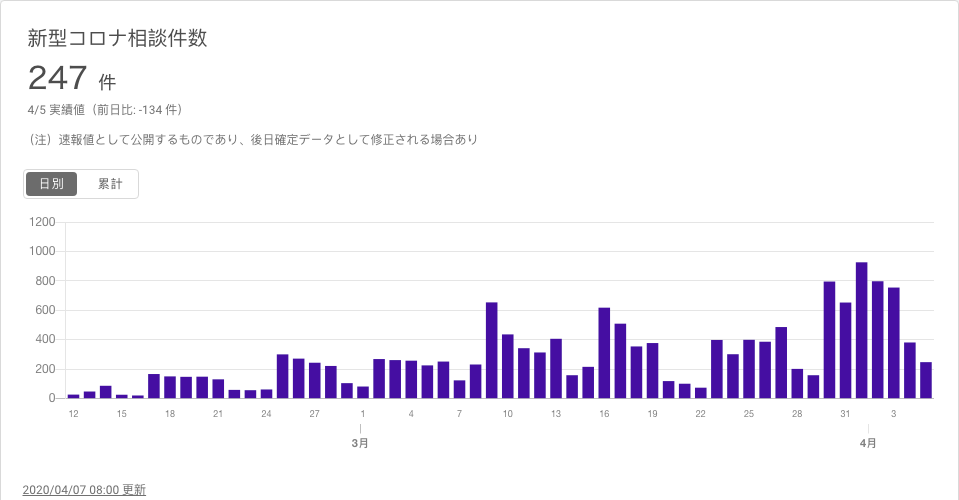 新型コロナ相談件数
247 件
4/5 実績値（前日比: -134 件）
（注）速報値として公開するものであり、後日確定データとして修正される場合あり
日別 累計
1200
1000
800
600
400
200
0
12 15 18 21 24 27 1 4 7 10 13 16 19 22 25 28 31 3
3月 4月
2020/04/07 08:00 更新